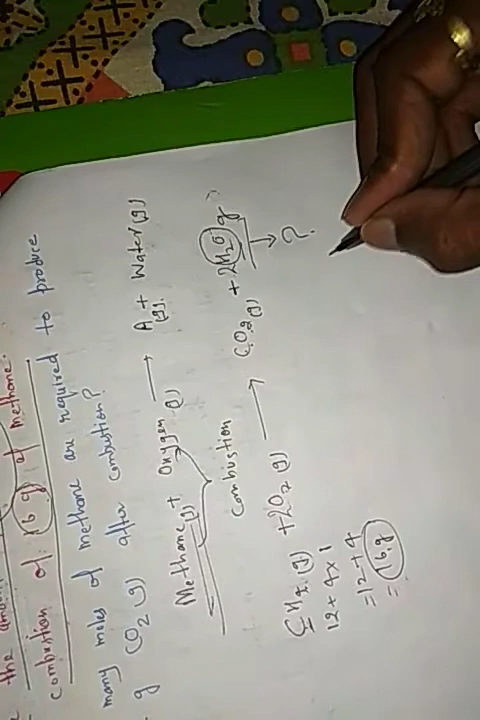 the
combustion of 16 g of methane.
many moles of methane are required to produce
g CO2 (g) after combustion?
Methane (g) + Oxygen (g) ⟶ A (g) + Water (g)
Combustion
CH4 (g) + 2O2 (g) ⟶ CO2 (g) + 2H2O g)
12 + 4 x 1
= 12 + 4
= 16 g
?